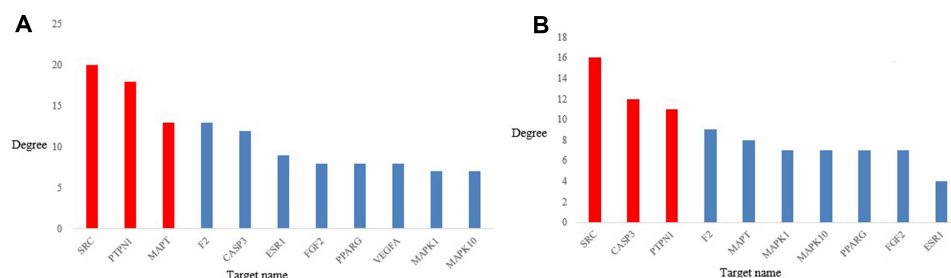 A
25
20
15
Degree
10
5
0
SRC
PTPN1
MAPT
F2
CASP3
ESR1
FGF2
PPARG
VEGFA
MAPK1
MAPK10
Target name
B
18
16
14
12
10
Degree
8
6
4
2
0
SRC
CASP3
PTPN1
F2
MAPT
MAPK1
MAPK10
PPARG
FGF2
ESR1
Target name